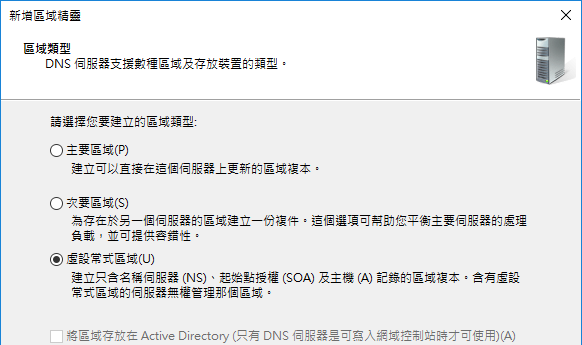 新增區域精靈
區域類型
DNS 伺服器支援數種區域及存放裝置的類型。
請選擇您要建立的區域類型:
主要區域(P)
建立可以直接在這個伺服器上更新的區域複本。
次要區域(S)
為存在於另一個伺服器的區域建立一份複件。這個選項可幫助您平衡主要伺服器的處理
負載，並可提供容錯性。
虛設常式區域(U)
建立只含名稱伺服器 (NS)、起始點授權 (SOA) 及主機 (A) 記錄的區域複本。含有虛設
常式區域的伺服器無權管理那個區域。
將區域存放在 Active Directory (只有 DNS 伺服器是可寫入網域控制站時才可使用)(A)